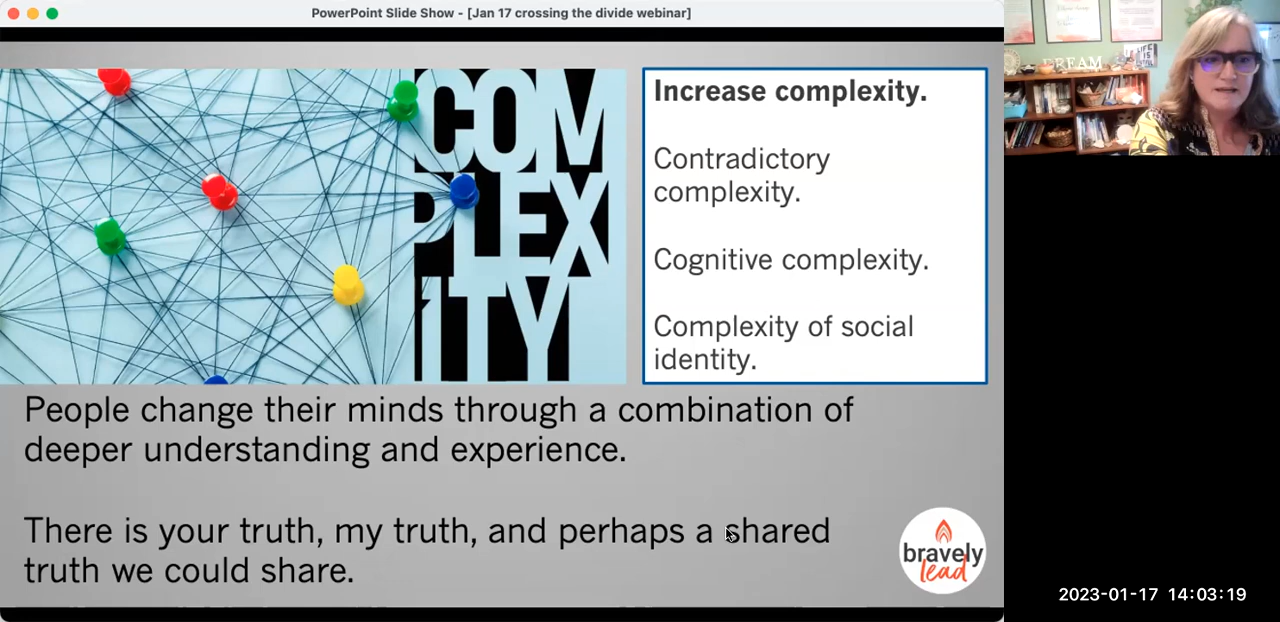 PowerPoint Slide Show - [Jan 17 crossing the divide webinar]
COM
PLEX
ITY
Increase complexity.
Contradictory
complexity.
Cognitive complexity.
Complexity of social
identity.
People change their minds through a combination of
deeper understanding and experience.
There is your truth, my truth, and perhaps a shared
truth we could share.
bravely
lead
DREAM
2023-01-17 14:03:19